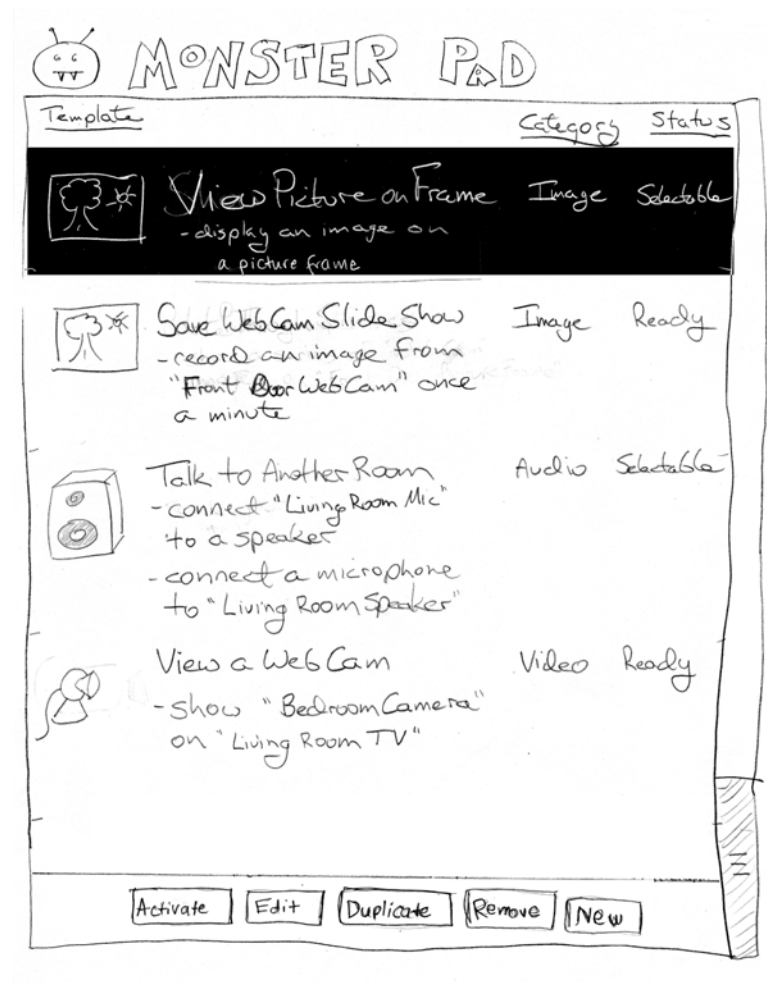 MONSTER PAD
Template Category Status
View Picture on Frame Image Selectable
- display an image on
a picture frame
Save WebCam Slide Show Image Ready
- record an image from
"Front Door WebCam" once
a minute
Talk to Another Room Audio Selectable
- connect "Living Room Mic"
to a speaker
- connect a microphone
to "Living Room Speaker"
View a WebCam Video Ready
- show "Bedroom Camera"
on "Living Room TV"
Activate Edit Duplicate Remove New